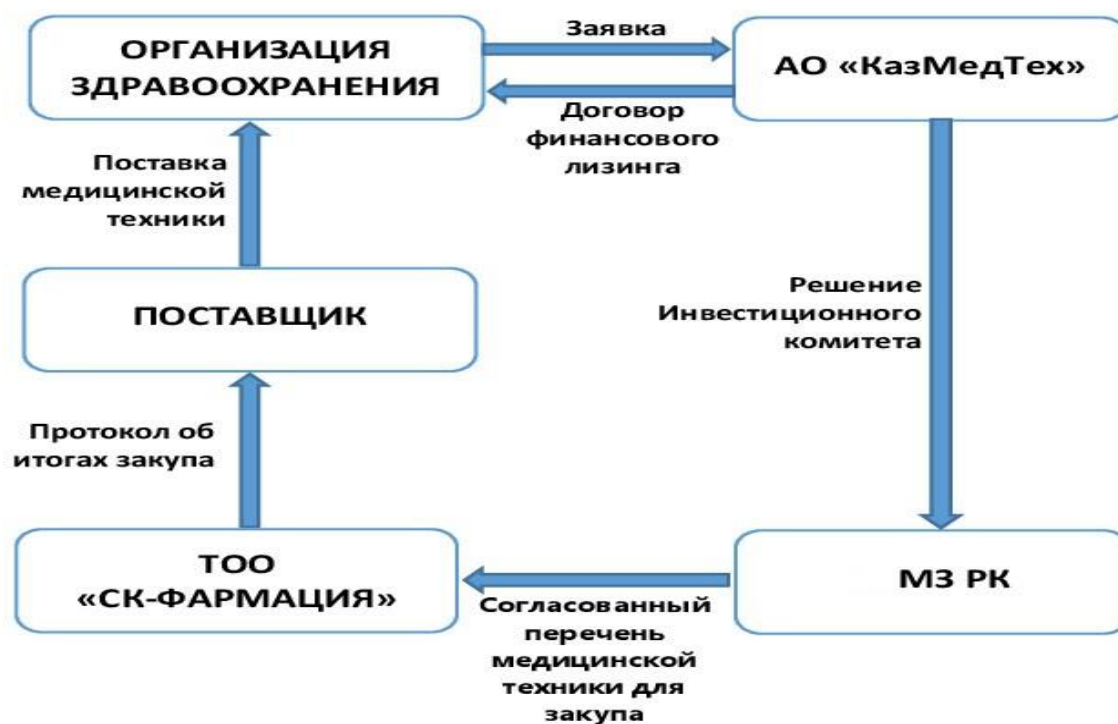 ОРГАНИЗАЦИЯ
ЗДРАВООХРАНЕНИЯ
Заявка
АО «КазМедТех»
Договор
финансового
лизинга
Поставка
медицинской
техники
ПОСТАВЩИК
Решение
Инвестиционного
комитета
Протокол об
итогах закупа
ТОО
«СК-ФАРМАЦИЯ»
МЗ РК
Согласованный
перечень
медицинской
техники для
закупа